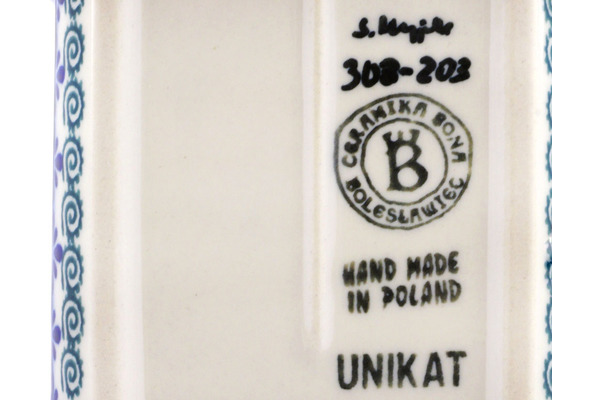 308-203
CERAMIKA BONA
B
BOLESŁAWIEC
HAND MADE
IN POLAND
UNIKAT